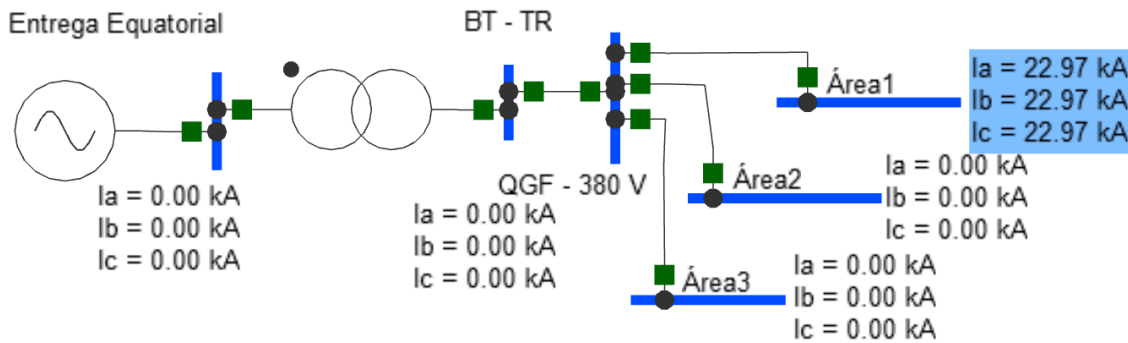 Entrega Equatorial
BT - TR
Ia = 22.97 kA
Ib = 22.97 kA
Ic = 22.97 kA
Área1
Ia = 0.00 kA
Ib = 0.00 kA
Ic = 0.00 kA
Área2
QGF - 380 V
Ia = 0.00 kA
Ib = 0.00 kA
Ic = 0.00 kA
Ia = 0.00 kA
Ib = 0.00 kA
Ic = 0.00 kA
Área3
Ia = 0.00 kA
Ib = 0.00 kA
Ic = 0.00 kA